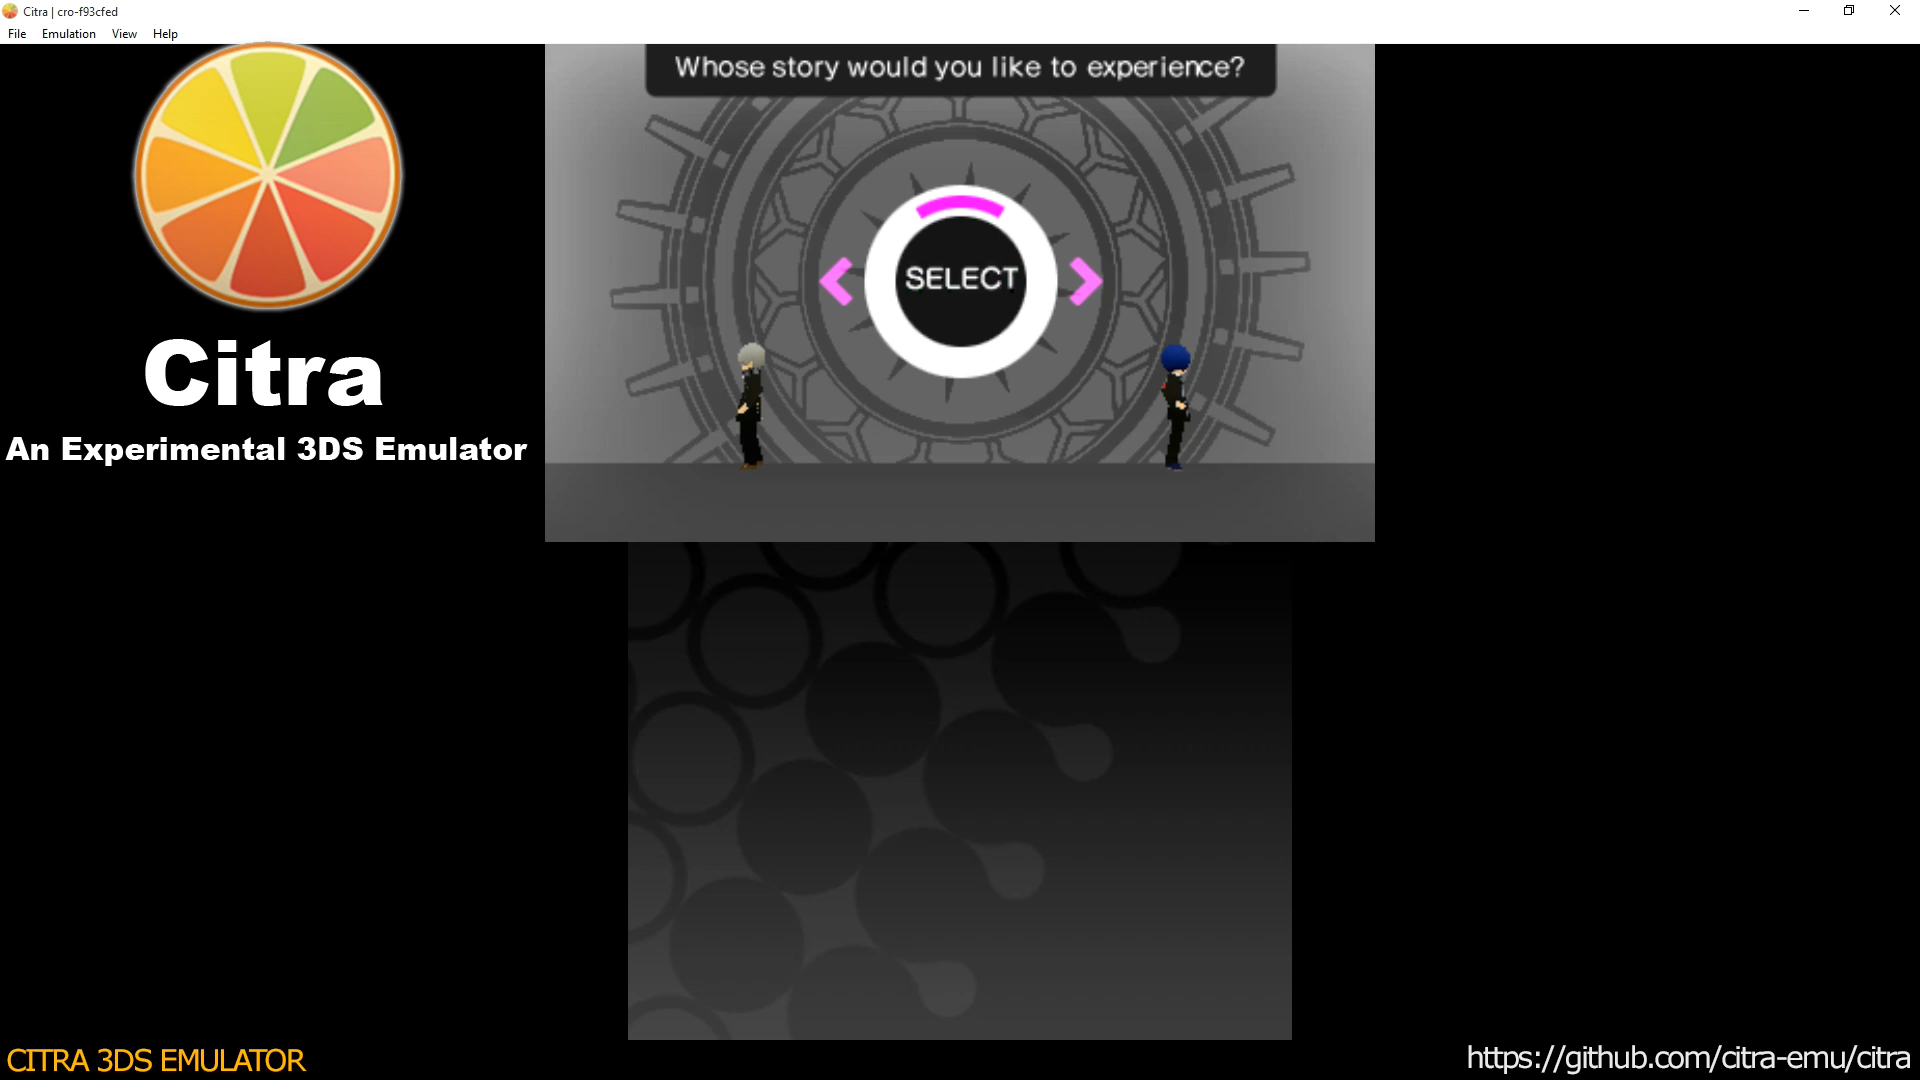 Citra | cro-f93cfed
File Emulation View Help
Whose story would you like to experience?
SELECT
Citra
An Experimental 3DS Emulator
CITRA 3DS EMULATOR
https://github.com/citra-emu/citra